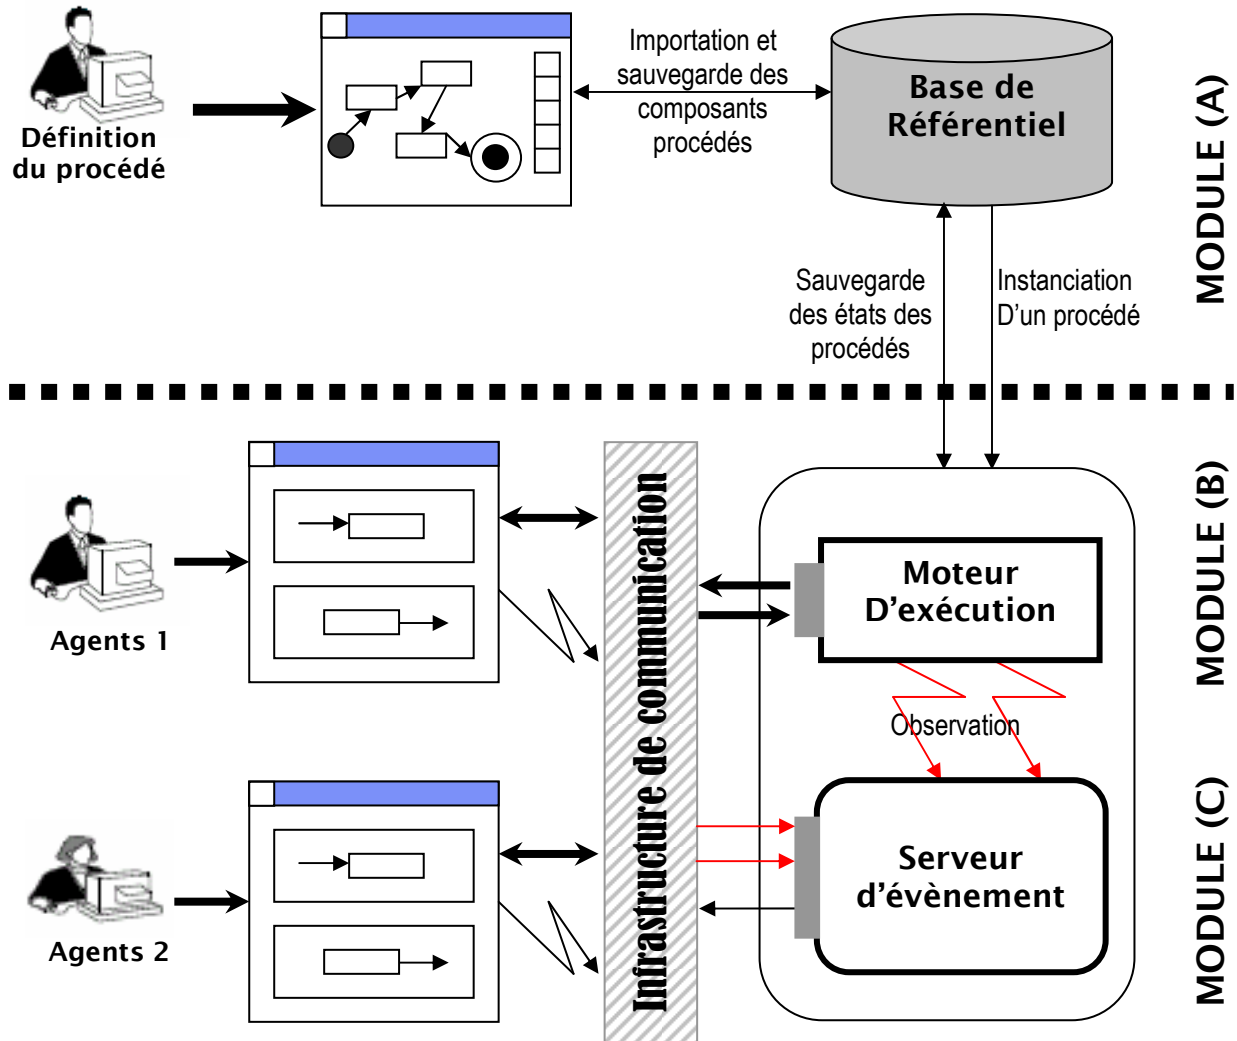 Définition
du procédé
Importation et
sauvegarde des
composants
procédés
Base de
Référentiel
MODULE (A)
Sauvegarde
des états des
procédés
Instanciation
D'un procédé
Agents 1
Infrastructure de communication
Moteur
D'exécution
MODULE (B)
Observation
Agents 2
Serveur
d'évènement
MODULE (C)